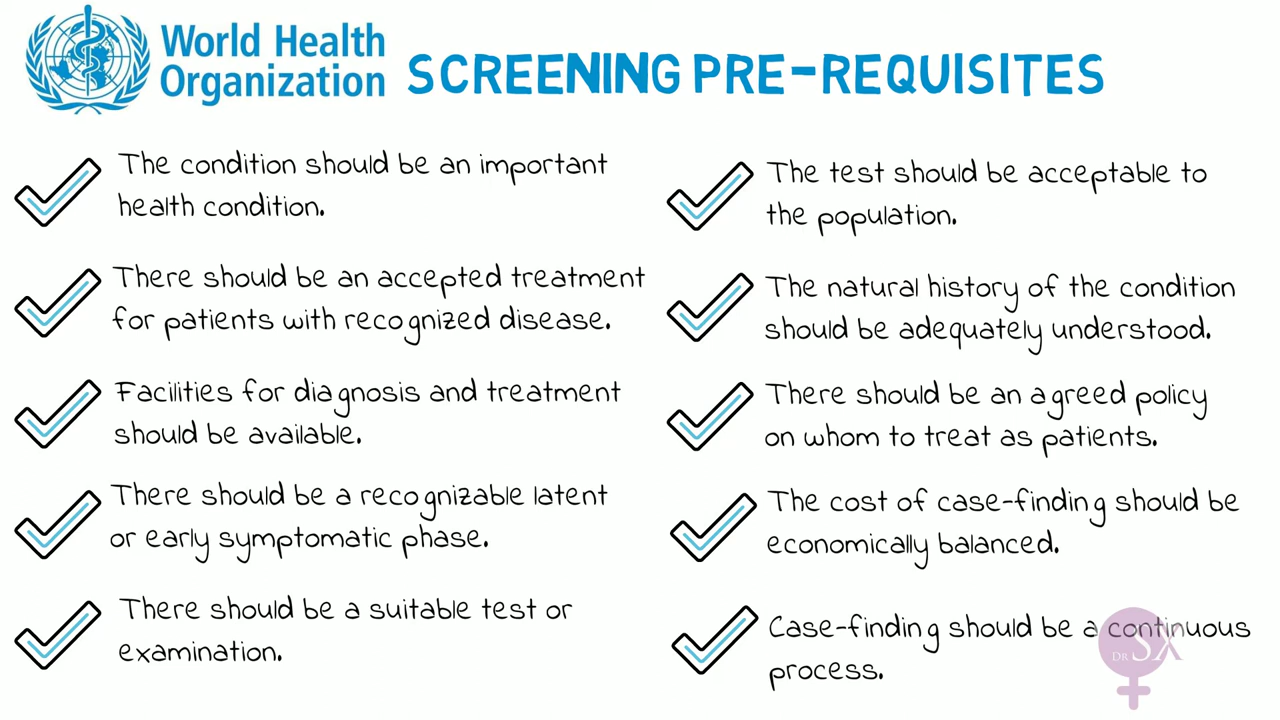 World Health
Organization
SCREENING PRE-REQUISITES
The condition should be an important
health condition.
There should be an accepted treatment
for patients with recognized disease.
Facilities for diagnosis and treatment
should be available.
There should be a recognizable latent
or early symptomatic phase.
There should be a suitable test or
examination.
The test should be acceptable to
the population.
The natural history of the condition
should be adequately understood.
There should be an agreed policy
on whom to treat as patients.
The cost of case-finding should be
economically balanced.
Case-finding should be a continuous
process.
DR SX